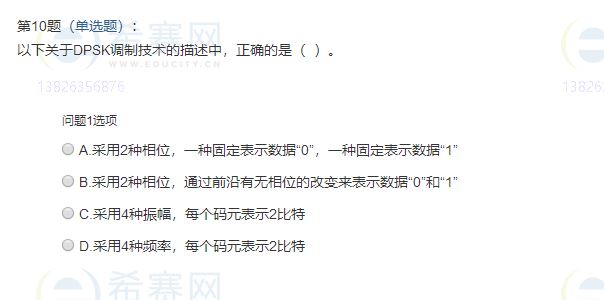 第10题（单选题）：
希赛网
以下关于DPSK调制技术的描述中，正确的是（ ）。
WWW.EDUCITY.CN
13826356876
138263
问题1选项
A.采用2种相位，一种固定表示数据“0”，一种固定表示数据“1”
B.采用2种相位，通过前沿有无相位的改变来表示数据“0”和“1”
C.采用4种振幅，每个码元表示2比特
D.采用4种频率，每个码元表示2比特
希赛网